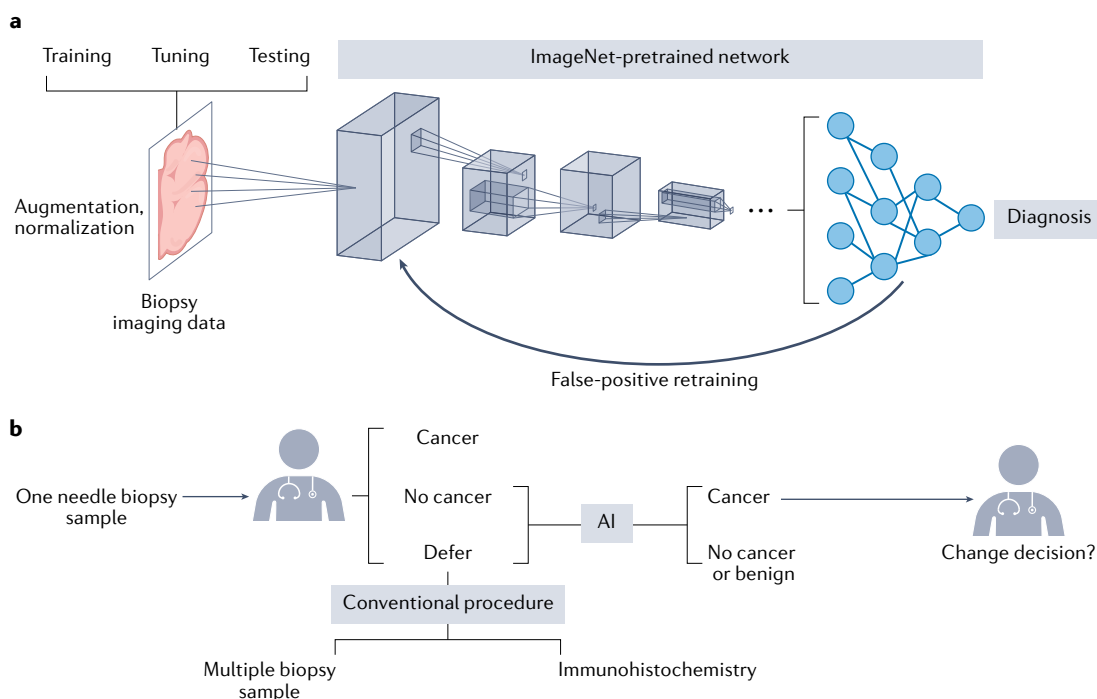 a
Training Tuning Testing
ImageNet-pretrained network
Augmentation,
normalization
Biopsy
imaging data
...
Diagnosis
False-positive retraining
b
One needle biopsy
sample
Cancer
No cancer
Defer
AI
Cancer
No cancer
or benign
Change decision?
Conventional procedure
Multiple biopsy
sample
Immunohistochemistry